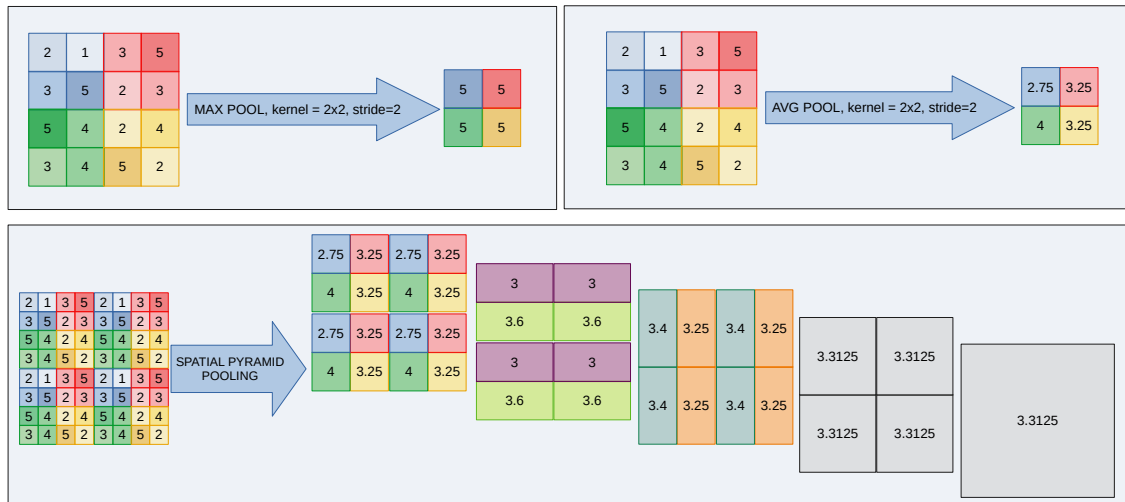 2 1 3 5
3 5 2 3
5 4 2 4
3 4 5 2
MAX POOL, kernel = 2x2, stride=2
5 5
5 5
2 1 3 5
3 5 2 3
5 4 2 4
3 4 5 2
AVG POOL, kernel = 2x2, stride=2
2.75 3.25
4 3.25
2 1 3 5 2 1 3 5
3 5 2 3 3 5 2 3
5 4 2 4 5 4 2 4
3 4 5 2 3 4 5 2
2 1 3 5 2 1 3 5
3 5 2 3 3 5 2 3
5 4 2 4 5 4 2 4
3 4 5 2 3 4 5 2
SPATIAL PYRAMID
POOLING
2.75 3.25 2.75 3.25
4 3.25 4 3.25
2.75 3.25 2.75 3.25
4 3.25 4 3.25
3 3
3.6 3.6
3 3
3.6 3.6
3.4 3.25 3.4 3.25
3.4 3.25 3.4 3.25
3.3125 3.3125
3.3125 3.3125
3.3125